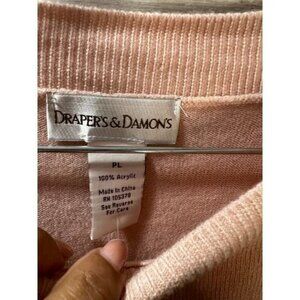 DRAPER'S & DAMON'S
PL
100% Acrylic
Made In China
RN 105379
See Reverse
For Care